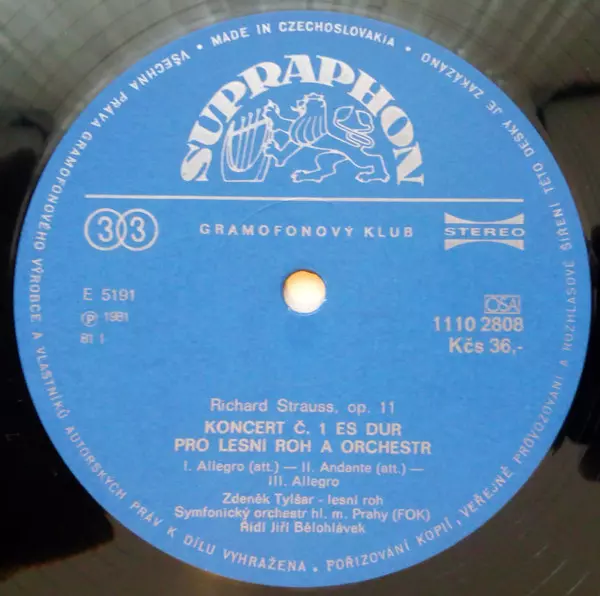 VŠECHNA PRÁVA GRAMOFONOVÉHO VÝROBCE A VLASTNÍKŮ AUTORSKÝCH PRÁV K DÍLU VYHRAŽENA • POŘIZOVÁNÍ KOPIÍ, VEŘEJNÉ PROVOZOVÁNÍ A ROZHLASOVÉ ŠÍŘENÍ TÉTO DESKY JE ZAKÁZÁNO
• MADE IN CZECHOSLOVAKIA •
SUPRAPHON
33
GRAMOFONOVÝ KLUB
STEREO
E 5191
Ⓟ 1981
81 1
OSA
1110 2808
Kčs 36,-
Richard Strauss, op. 11
KONCERT Č. 1 ES DUR
PRO LESNÍ ROH A ORCHESTR
I. Allegro (att.) — II. Andante (att.) —
III. Allegro
Zdeněk Tylšar - lesní roh
Symfonický orchestr hl. m. Prahy (FOK)
Řídí Jiří Bělohlávek